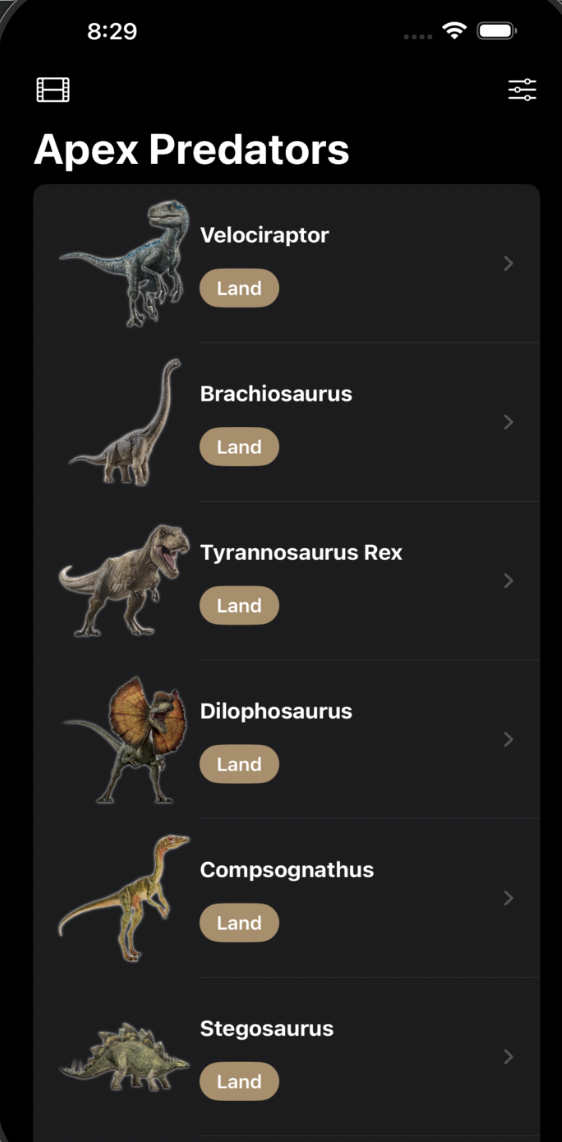 8:29
Apex Predators
Velociraptor
Land
Brachiosaurus
Land
Tyrannosaurus Rex
Land
Dilophosaurus
Land
Compsognathus
Land
Stegosaurus
Land